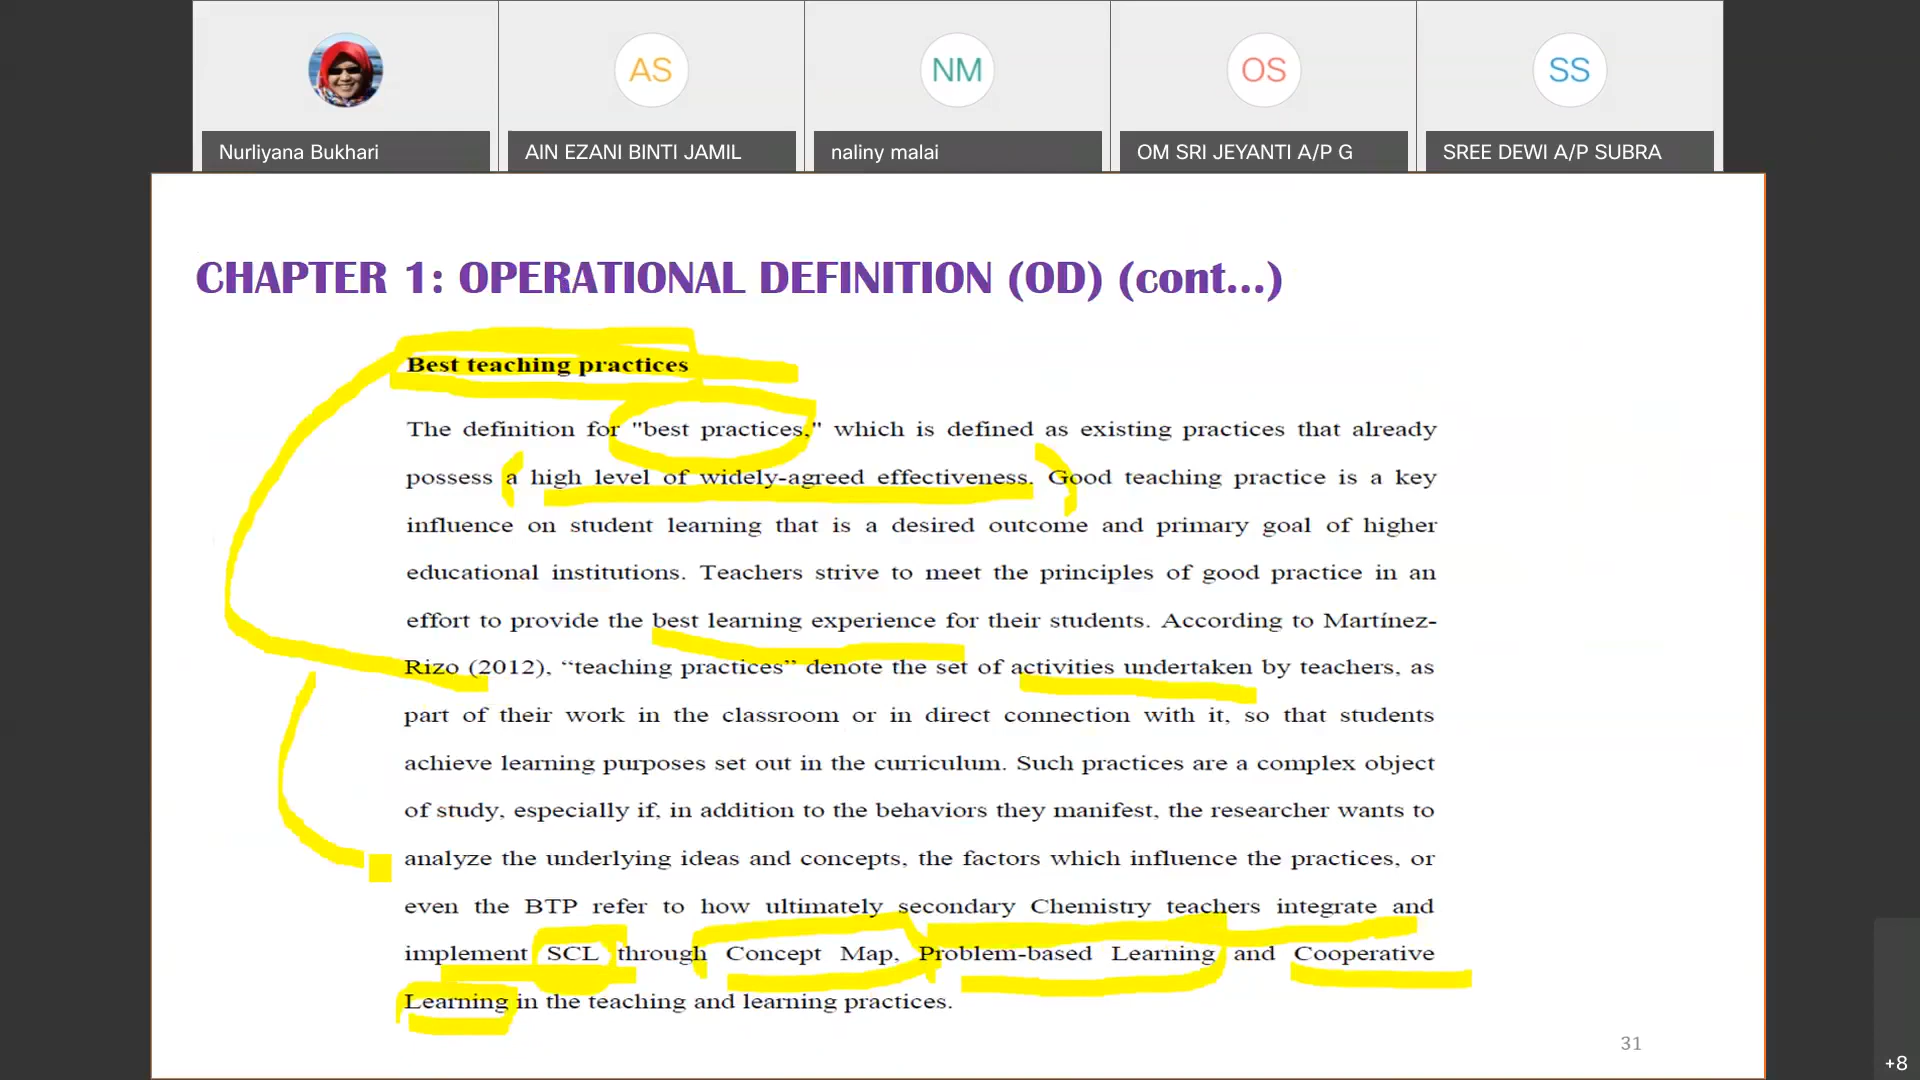 AS
NM
OS
SS
Nurliyana Bukhari
AIN EZANI BINTI JAMIL
naliny malai
OM SRI JEYANTI A/P G
SREE DEWI A/P SUBRA
CHAPTER 1: OPERATIONAL DEFINITION (OD) (cont...)
Best teaching practices
The definition for "best practices," which is defined as existing practices that already
possess a high level of widely-agreed effectiveness. Good teaching practice is a key
influence on student learning that is a desired outcome and primary goal of higher
educational institutions. Teachers strive to meet the principles of good practice in an
effort to provide the best learning experience for their students. According to Martínez-
Rizo (2012), “teaching practices” denote the set of activities undertaken by teachers, as
part of their work in the classroom or in direct connection with it, so that students
achieve learning purposes set out in the curriculum. Such practices are a complex object
of study, especially if, in addition to the behaviors they manifest, the researcher wants to
analyze the underlying ideas and concepts, the factors which influence the practices, or
even the BTP refer to how ultimately secondary Chemistry teachers integrate and
implement SCL through Concept Map, Problem-based Learning and Cooperative
Learning in the teaching and learning practices.
31
+8